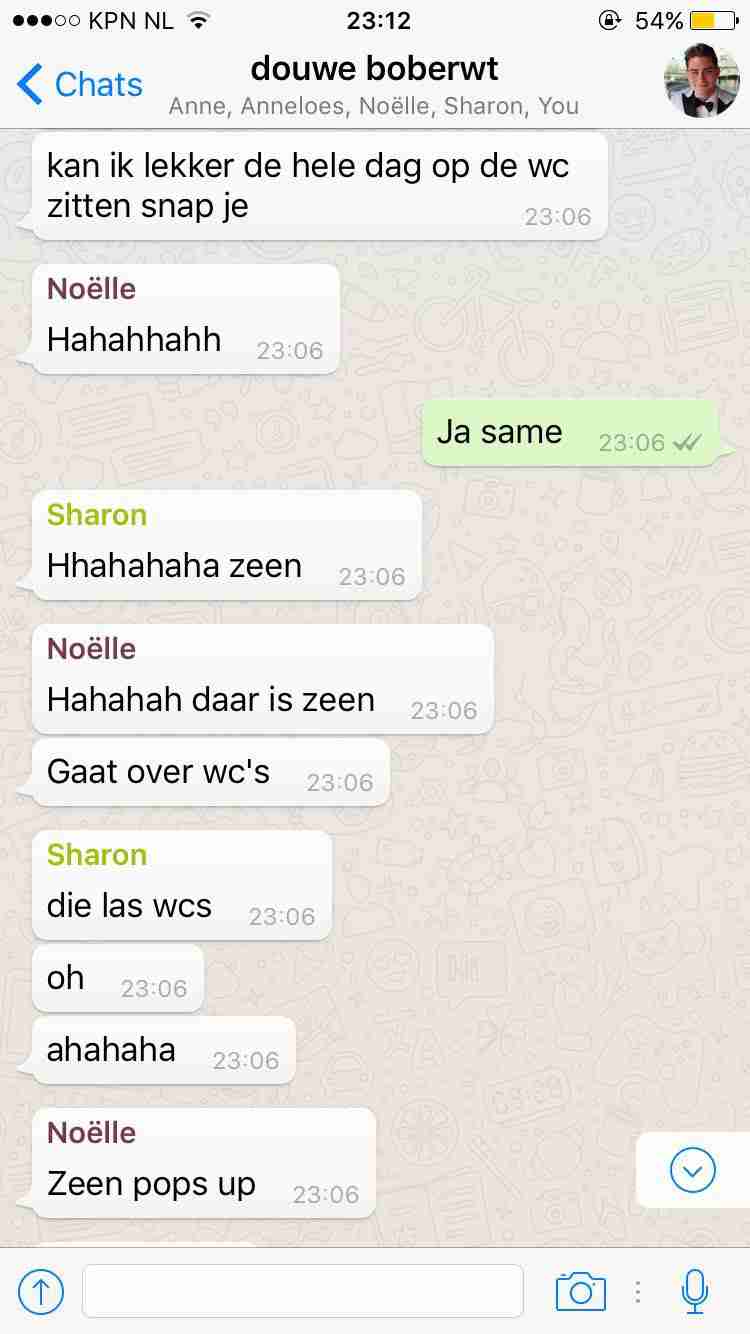 KPN NL 23:12 54%
Chats douwe boberwt
Anne, Anneloes, Noëlle, Sharon, You
kan ik lekker de hele dag op de wc
zitten snap je 23:06
Noëlle
Hahahhahh 23:06
Ja same 23:06
Sharon
Hhahahaha zeen 23:06
Noëlle
Hahahah daar is zeen 23:06
Gaat over wc's 23:06
Sharon
die las wcs 23:06
oh 23:06
ahahaha 23:06
Noëlle
Zeen pops up 23:06